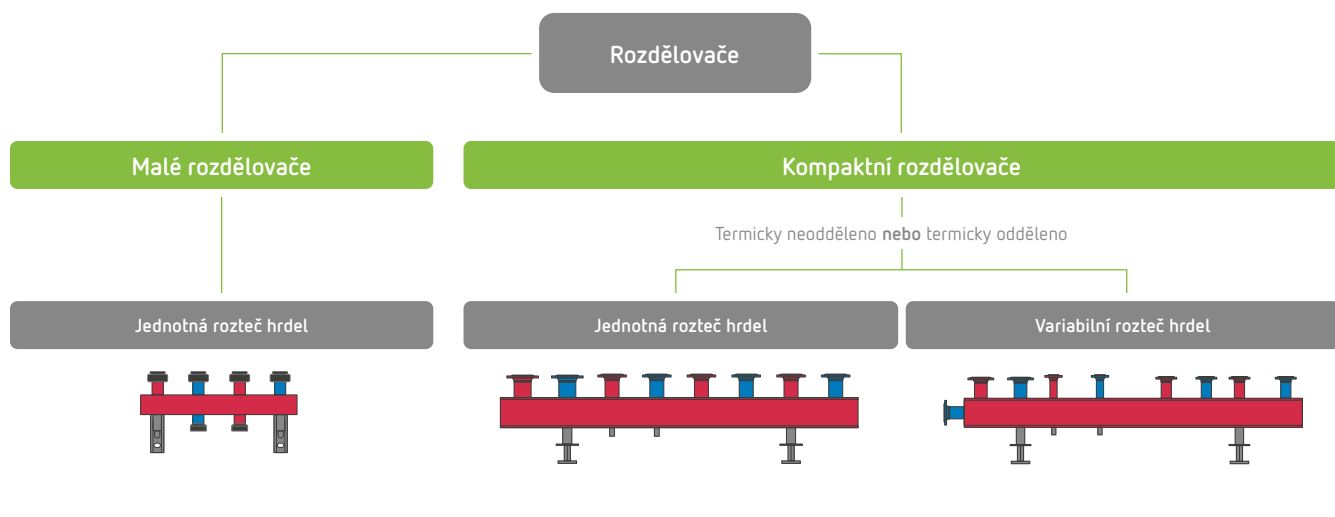 Rozdělovače
Malé rozdělovače
Kompaktní rozdělovače
Termicky neodděleno nebo termicky odděleno
Jednotná rozteč hrdel
Jednotná rozteč hrdel
Variabilní rozteč hrdel